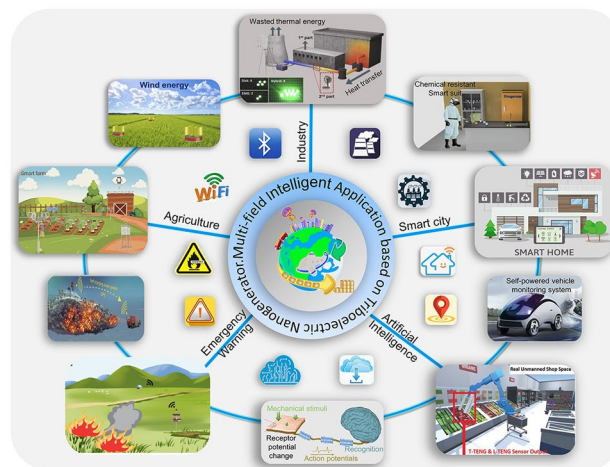 Wasted thermal energy
1st part
2nd part
Heat transfer
Wind energy
Chemical resistant
Smart suit
Industry
WiFi
Smart farm
Agriculture
Smart city
SMART HOME
Multi-field Intelligent Application based on Triboelectric Nanogenerator
Self-powered vehicle
monitoring system
Emergency
Warning
Artificial
Intelligence
Mechanical stimuli
Receptor
potential
change
Recognition
Action potentials
Real Unmanned Shop Space
T-TENG & L-TENG Sensor Output